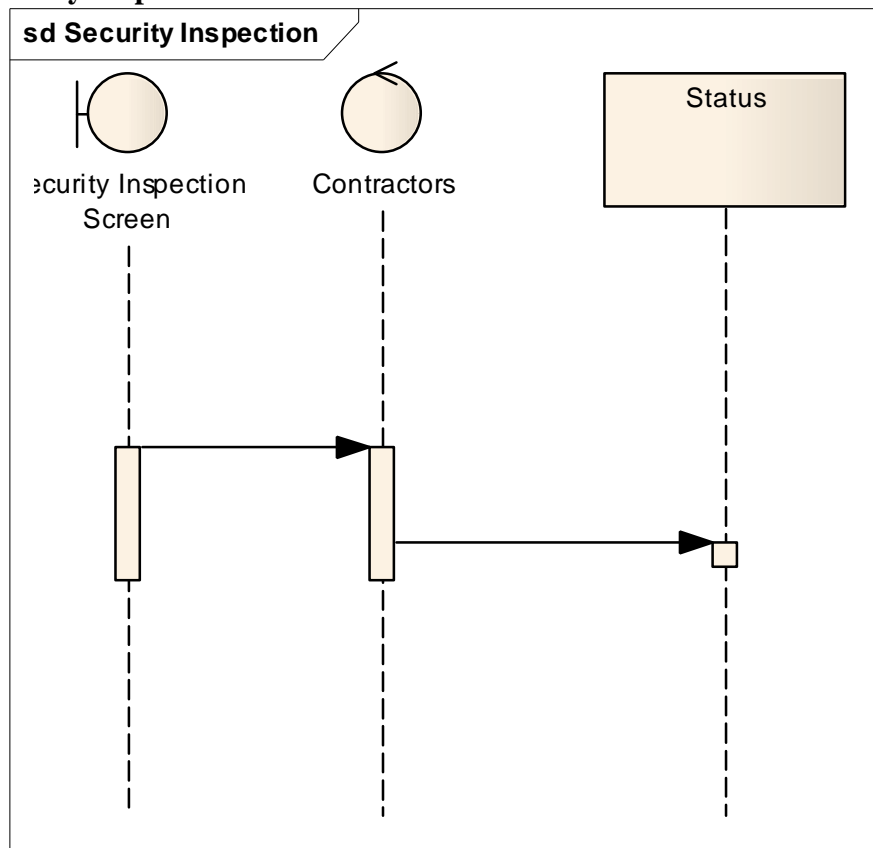 sd Security Inspection
ecurity Inspection
Screen
Contractors
Status